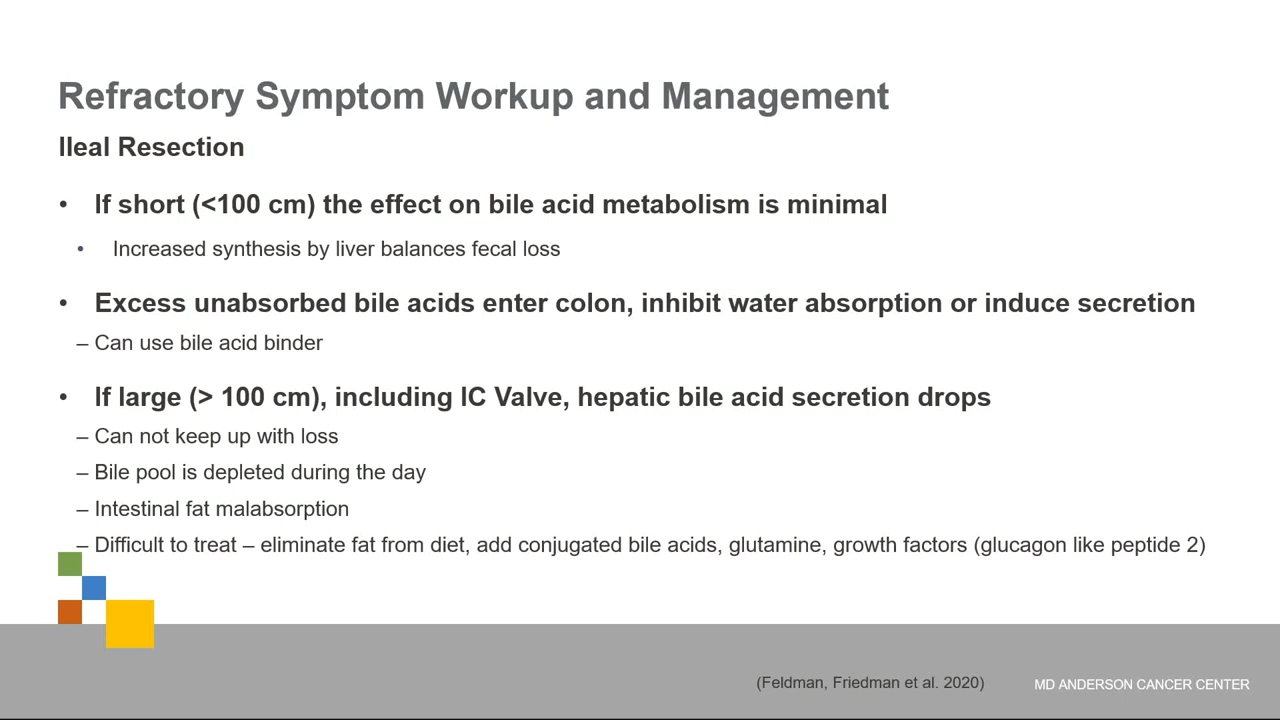 Refractory Symptom Workup and Management
Ileal Resection
• If short (<100 cm) the effect on bile acid metabolism is minimal
• Increased synthesis by liver balances fecal loss
• Excess unabsorbed bile acids enter colon, inhibit water absorption or induce secretion
– Can use bile acid binder
• If large (> 100 cm), including IC Valve, hepatic bile acid secretion drops
– Can not keep up with loss
– Bile pool is depleted during the day
– Intestinal fat malabsorption
– Difficult to treat – eliminate fat from diet, add conjugated bile acids, glutamine, growth factors (glucagon like peptide 2)
(Feldman, Friedman et al. 2020)
MD ANDERSON CANCER CENTER